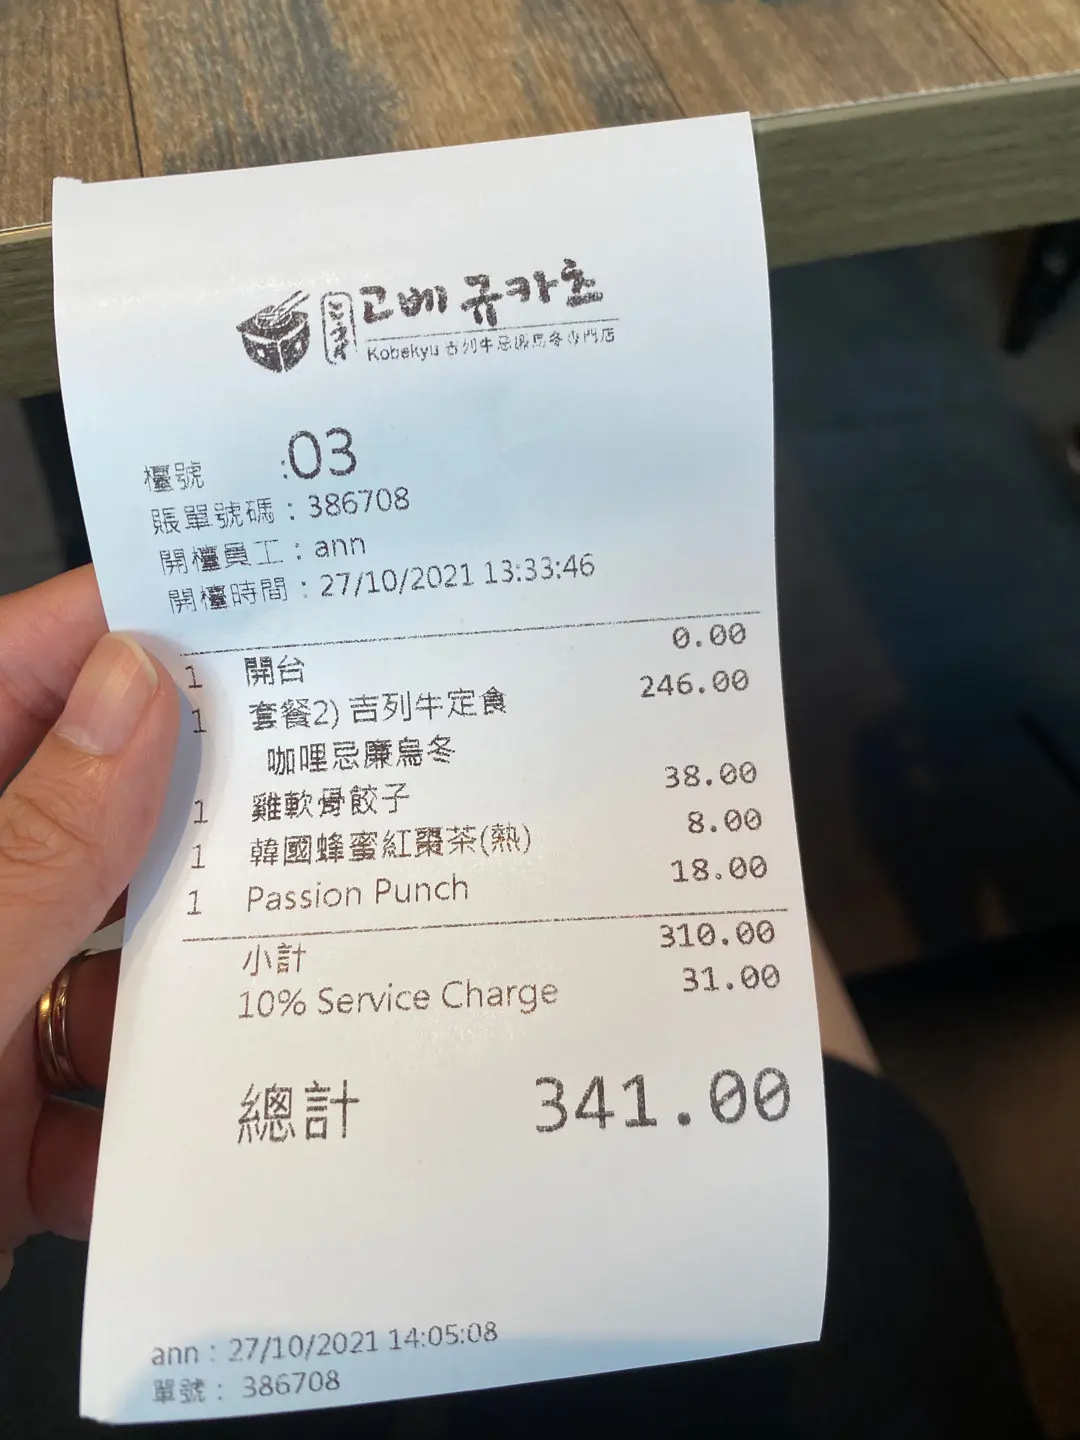 고베 규카츠
Kobekyu 吉列牛忌廉烏冬專門店
檯號 :03
賬單號碼 : 386708
開檯員工 : ann
開檯時間 : 27/10/2021 13:33:46
1 開台 0.00
1 套餐2) 吉列牛定食 246.00
咖哩忌廉烏冬
1 雞軟骨餃子 38.00
1 韓國蜂蜜紅棗茶(熱) 8.00
1 Passion Punch 18.00
小計 310.00
10% Service Charge 31.00
總計 341.00
ann : 27/10/2021 14:05:08
單號 : 386708